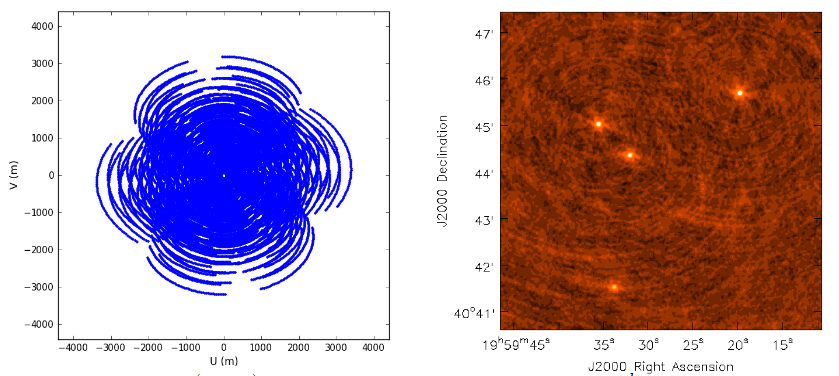 4000
3000
2000
1000
0
−1000
−2000
−3000
−4000
V (m)
−4000 −3000 −2000 −1000 0 1000 2000 3000 4000
U (m)
47'
46'
45'
44'
43'
42'
40°41'
J2000 Declination
19ʰ59ᵐ45ˢ 35ˢ 30ˢ 25ˢ 20ˢ 15ˢ
J2000 Right Ascension